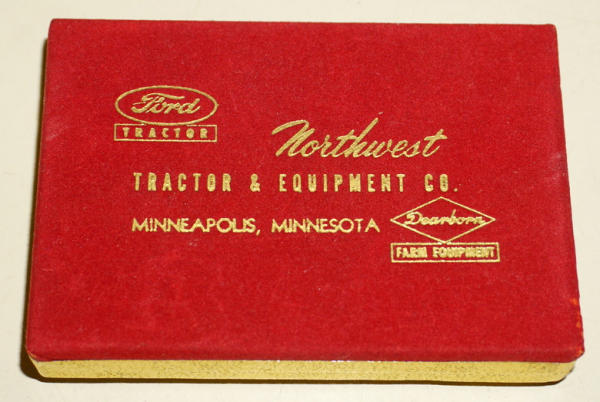 Ford
TRACTOR
Northwest
TRACTOR & EQUIPMENT CO.
MINNEAPOLIS, MINNESOTA
Dearborn
FARM EQUIPMENT